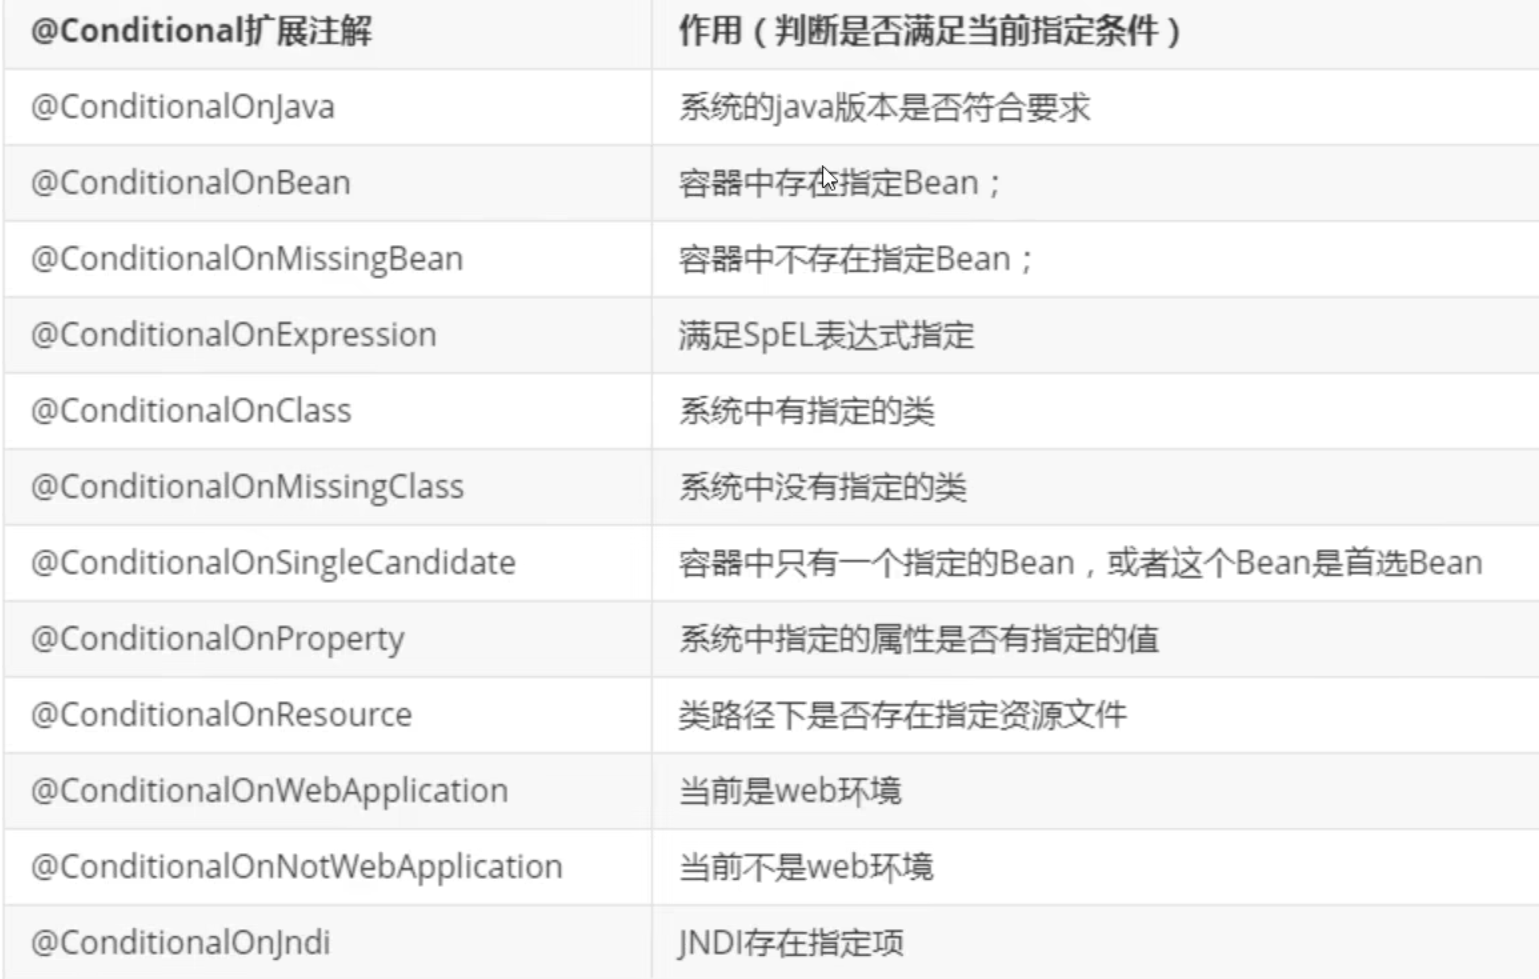 @Conditional扩展注解 作用（判断是否满足当前指定条件）
@ConditionalOnJava 系统的java版本是否符合要求
@ConditionalOnBean 容器中存在指定Bean；
@ConditionalOnMissingBean 容器中不存在指定Bean；
@ConditionalOnExpression 满足SpEL表达式指定
@ConditionalOnClass 系统中有指定的类
@ConditionalOnMissingClass 系统中没有指定的类
@ConditionalOnSingleCandidate 容器中只有一个指定的Bean，或者这个Bean是首选Bean
@ConditionalOnProperty 系统中指定的属性是否有指定的值
@ConditionalOnResource 类路径下是否存在指定资源文件
@ConditionalOnWebApplication 当前是web环境
@ConditionalOnNotWebApplication 当前不是web环境
@ConditionalOnJndi JNDI存在指定项